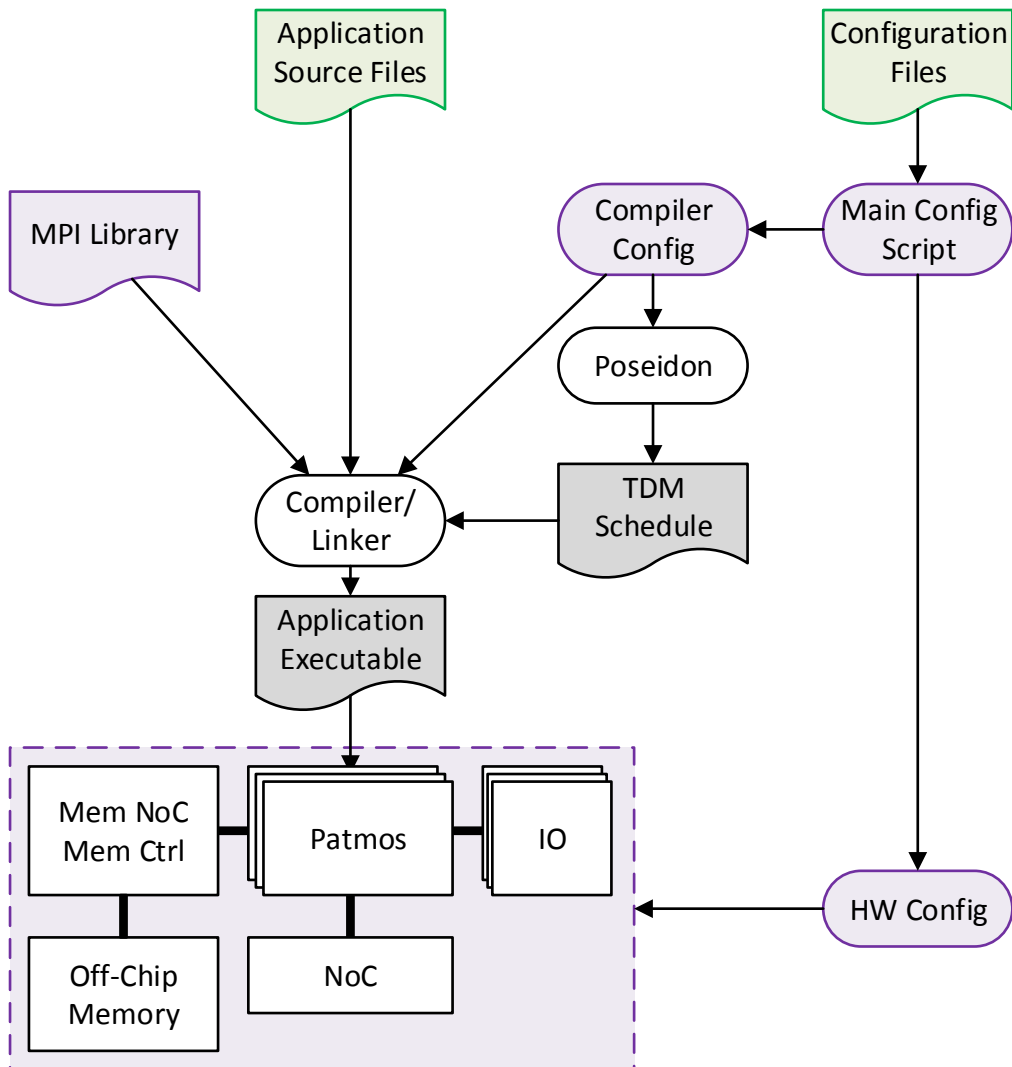 Application
Source Files
Configuration
Files
MPI Library
Compiler
Config
Main Config
Script
Poseidon
Compiler/
Linker
TDM
Schedule
Application
Executable
Mem NoC
Mem Ctrl
Patmos
IO
HW Config
Off-Chip
Memory
NoC